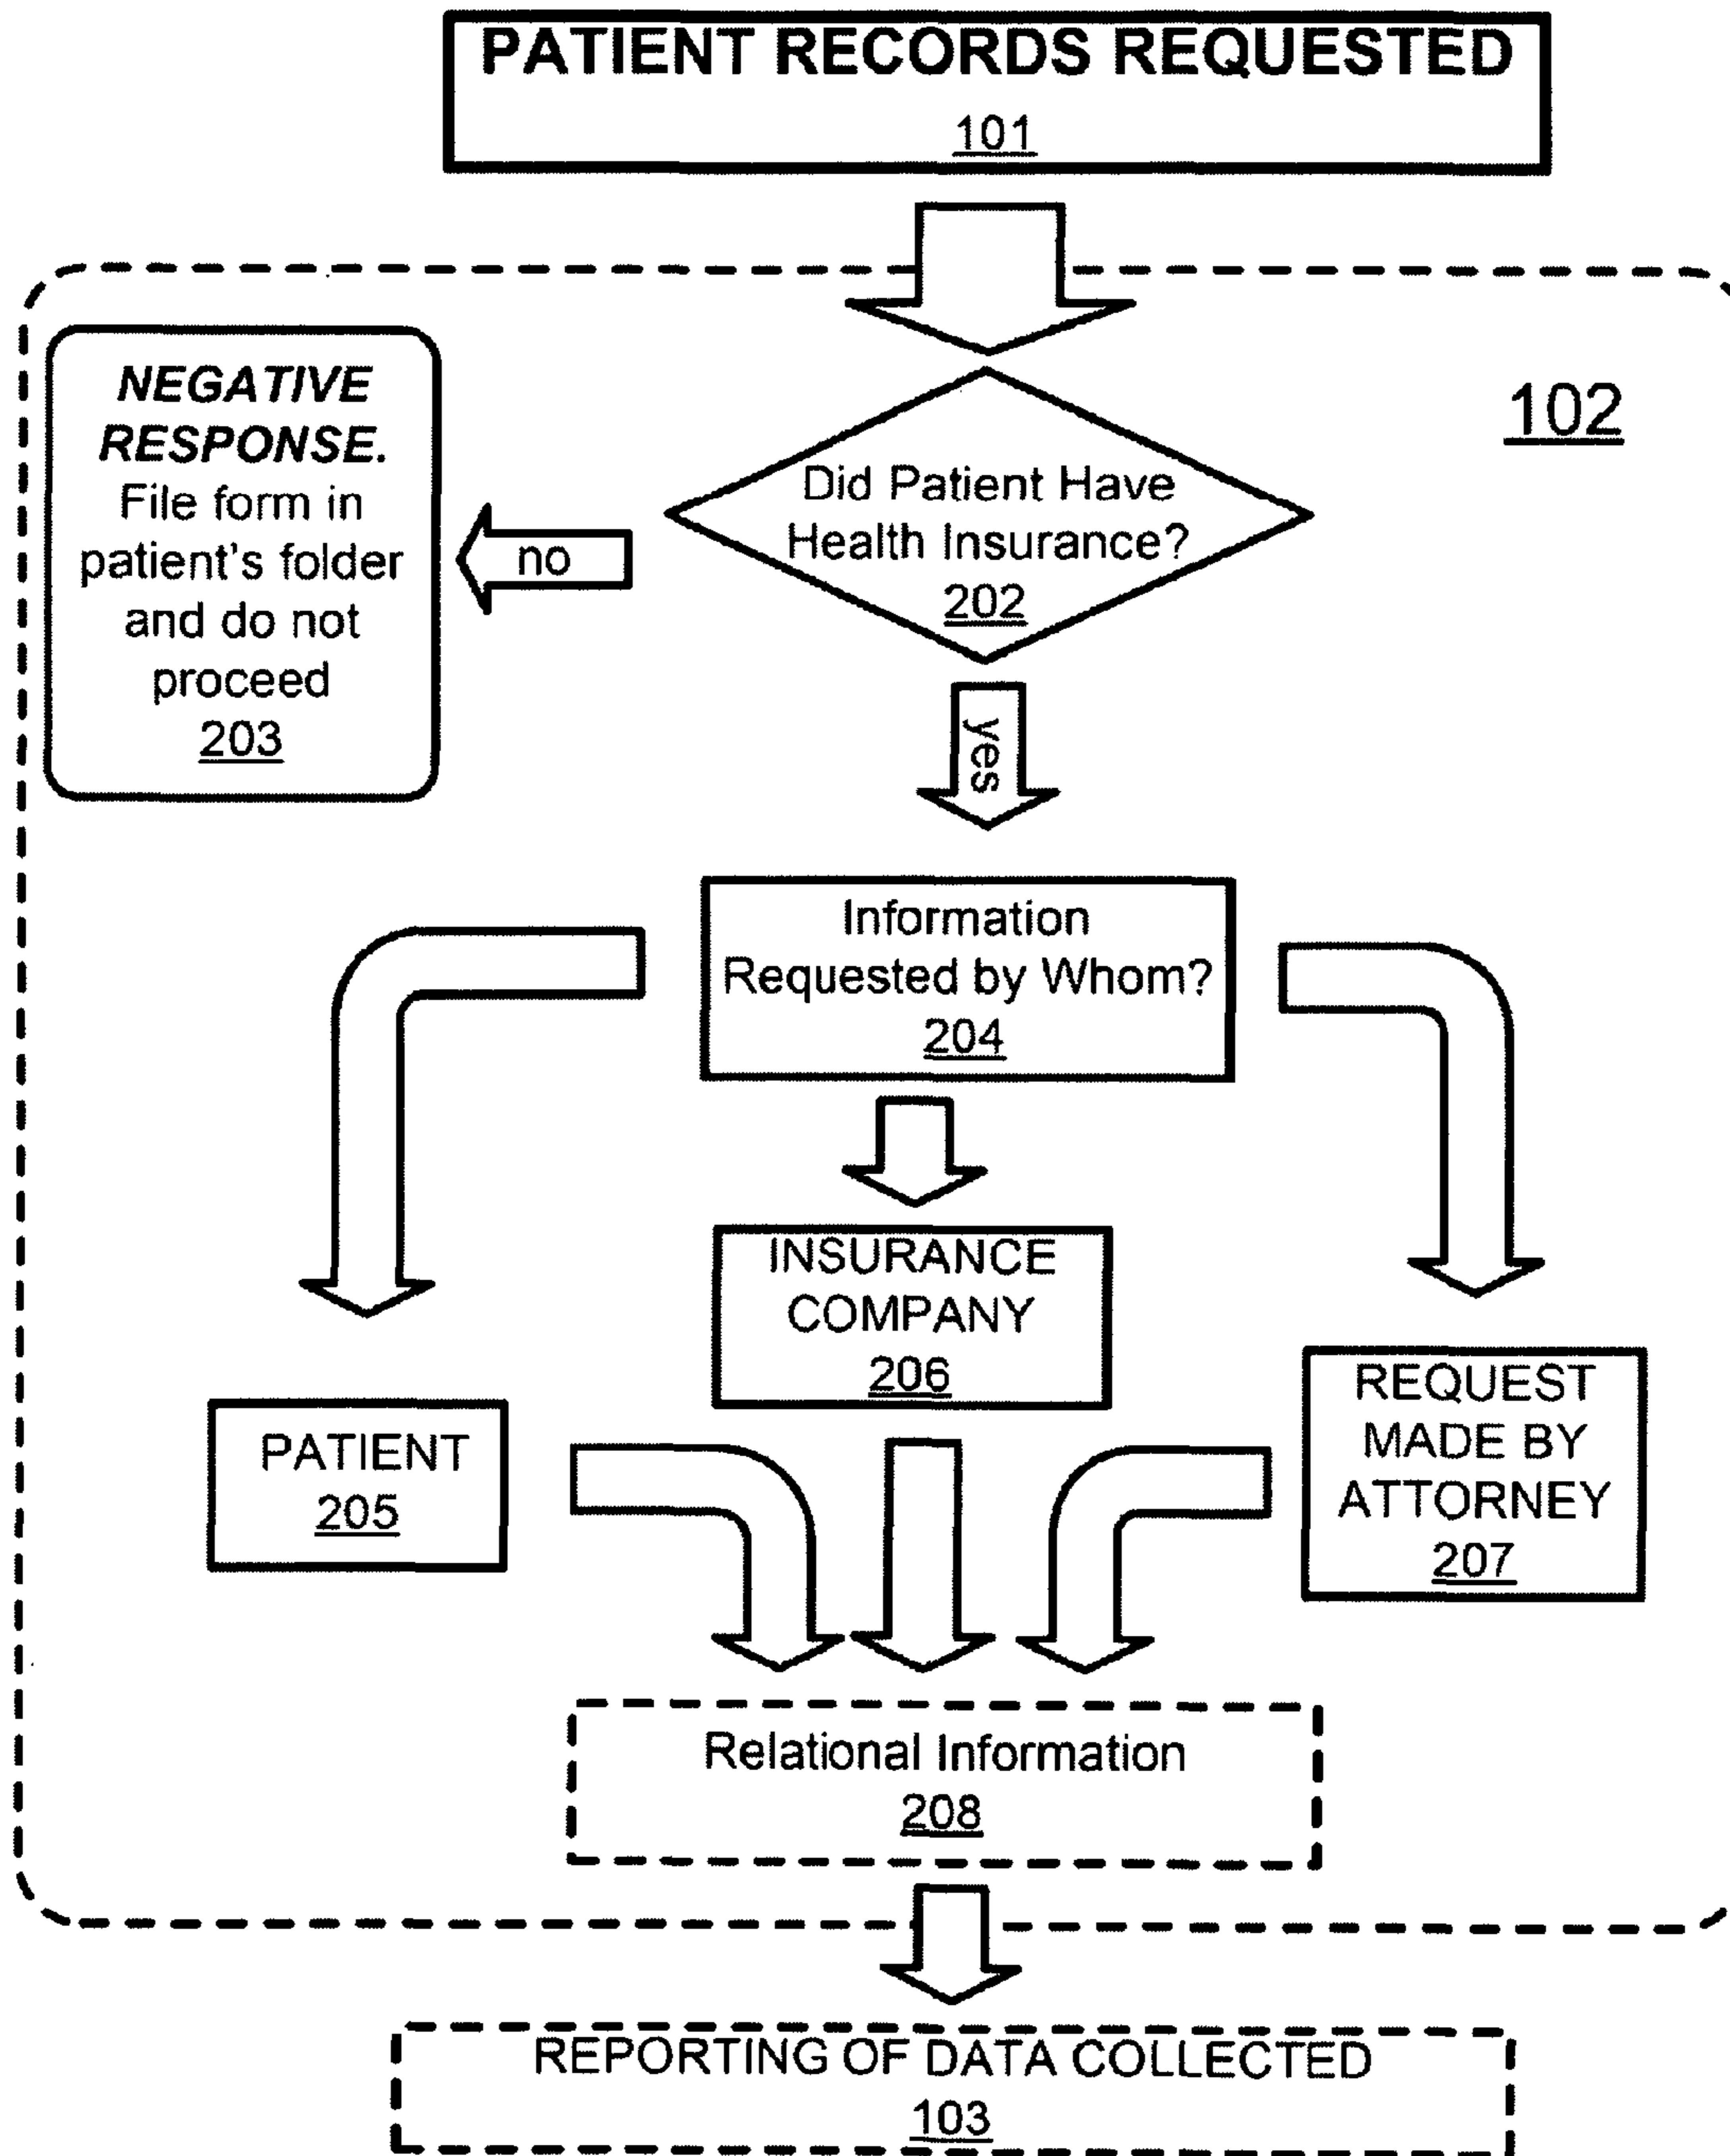 PATIENT RECORDS REQUESTED
101
102
Did Patient Have
Health Insurance?
202
no
NEGATIVE
RESPONSE.
File form in
patient's folder
and do not
proceed
203
yes
Information
Requested by Whom?
204
PATIENT
205
INSURANCE
COMPANY
206
REQUEST
MADE BY
ATTORNEY
207
Relational Information
208
REPORTING OF DATA COLLECTED
103